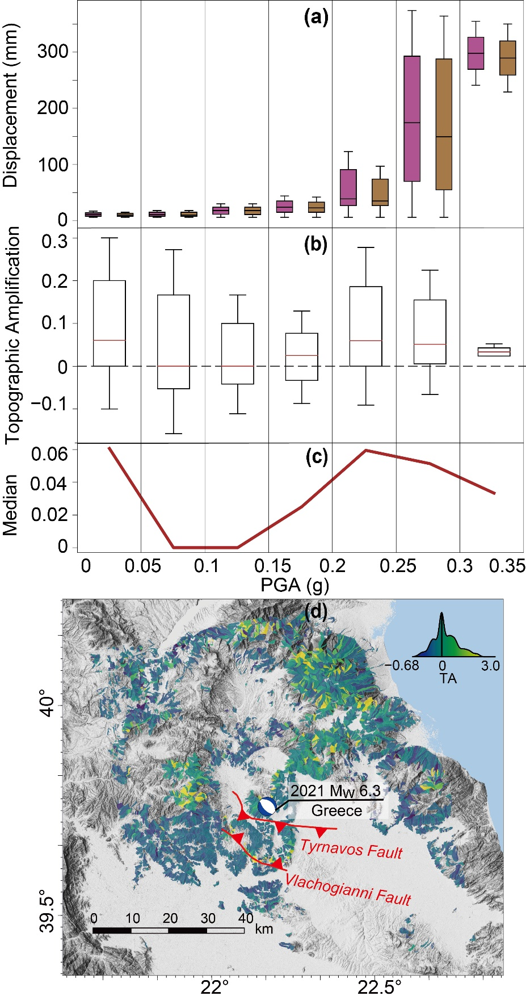 (a)
Displacement (mm)
300
200
100
0
(b)
Topographic Amplification
0.3
0.2
0.1
0
−0.1
(c)
Median
0.06
0.04
0.02
0
0 0.05 0.1 0.15 0.2 0.25 0.3 0.35
PGA (g)
(d)
−0.68 0 3.0
TA
40°
2021 Mw 6.3
Greece
Tyrnavos Fault
Vlachogianni Fault
39.5°
0 10 20 30 40
km
22° 22.5°